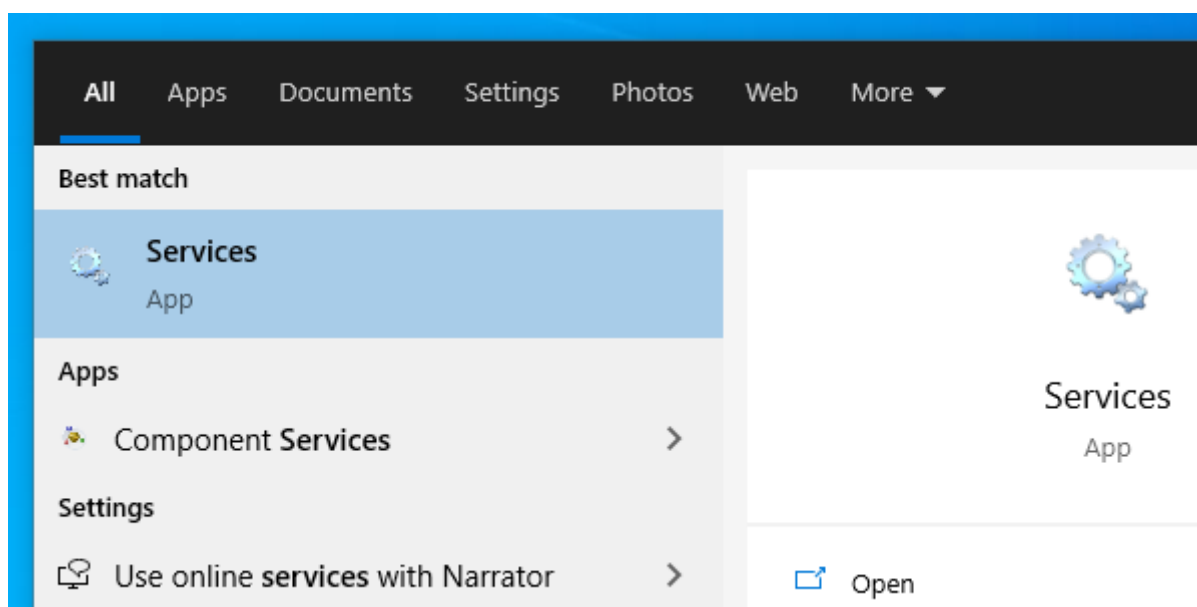 All Apps Documents Settings Photos Web More
Best match
Services
App
Apps
Component Services
Settings
Use online services with Narrator
Services
App
Open